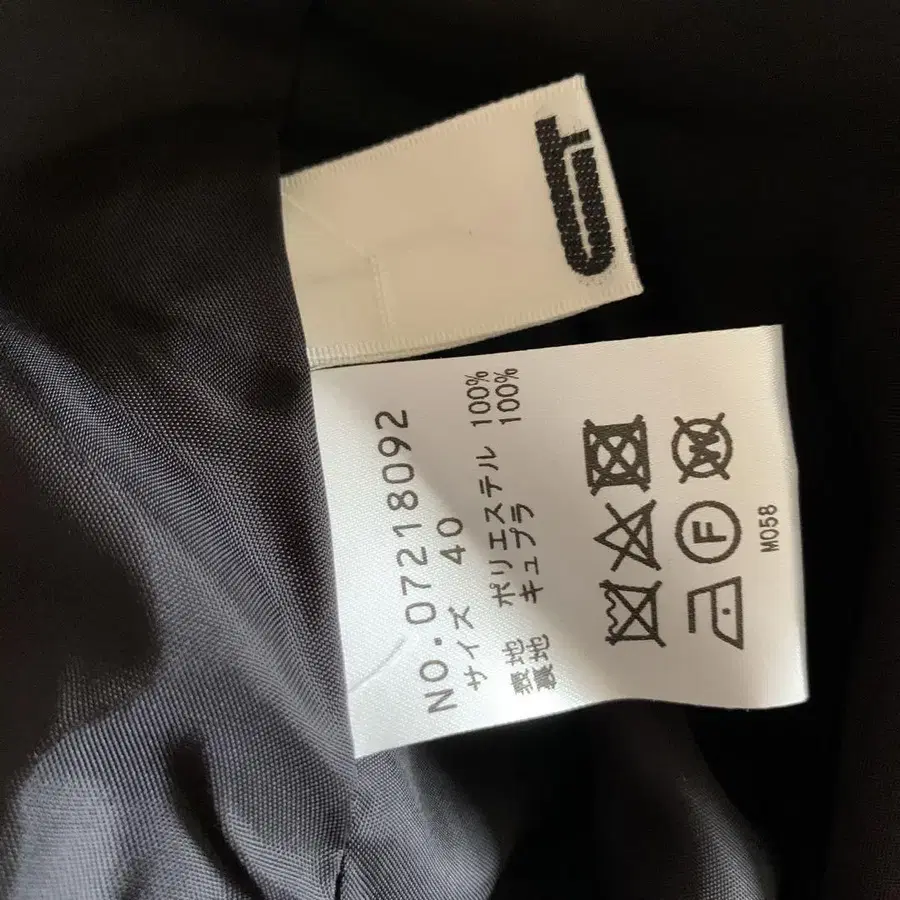 NO.07218092
サイズ 40
表地 ポリエステル 100%
裏地 キュプラ 100%
F
W
M058